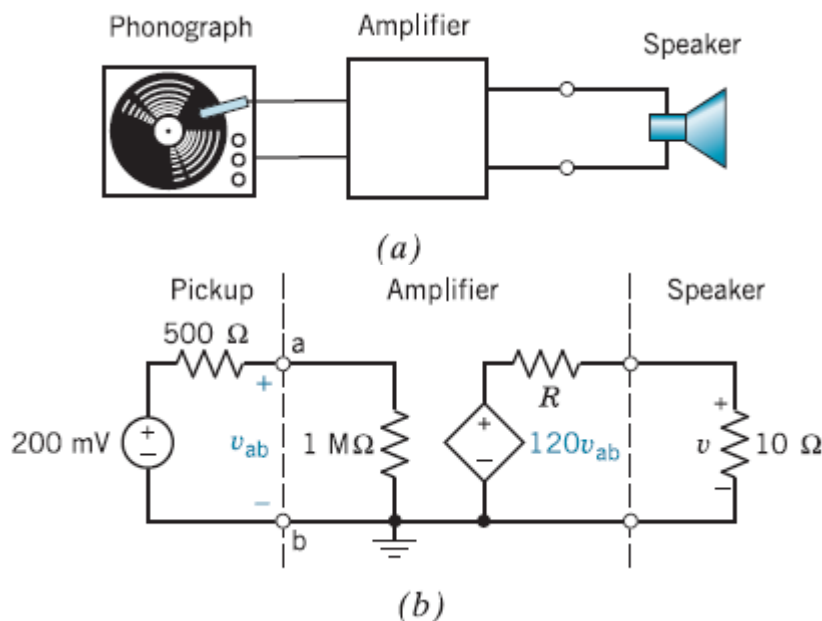 Phonograph Amplifier Speaker
(a)
Pickup Amplifier Speaker
500 Ω
a
+ R + +
200 mV + − v_ab 1 MΩ − 120v_ab v 10 Ω
− −
b
(b)